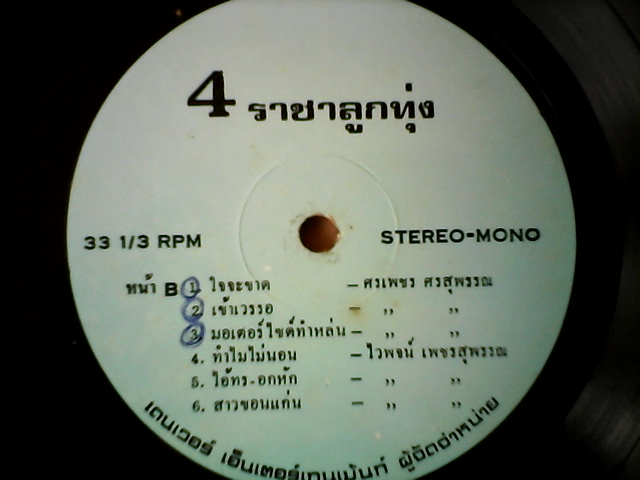 4 ราชาลูกทุ่ง
33 1/3 RPM STEREO-MONO
หน้า B 1. ใจจะขาด – ศรเพชร ศรสุพรรณ
2. เข้าเวรรอ – ,, ,,
3. มอเตอร์ไซด์ทำหล่น – ,, ,,
4. ทำไมไม่นอน – ไวพจน์ เพชรสุพรรณ
5. ไอ้ทร-อกหัก – ,, ,,
6. สาวขอนแก่น – ,, ,,
เดนเวอร์ เอ็นเตอร์เทนเม้นท์ ผู้จัดจำหน่าย